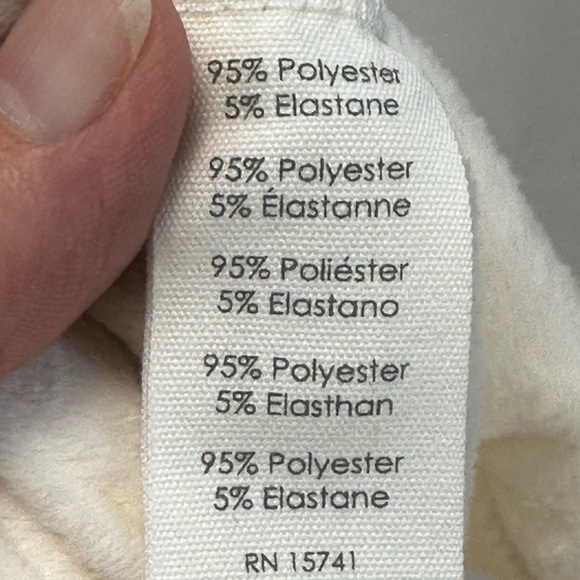 95% Polyester
5% Elastane
95% Polyester
5% Élastanne
95% Poliéster
5% Elastano
95% Polyester
5% Elasthan
95% Polyester
5% Elastane
RN 15741